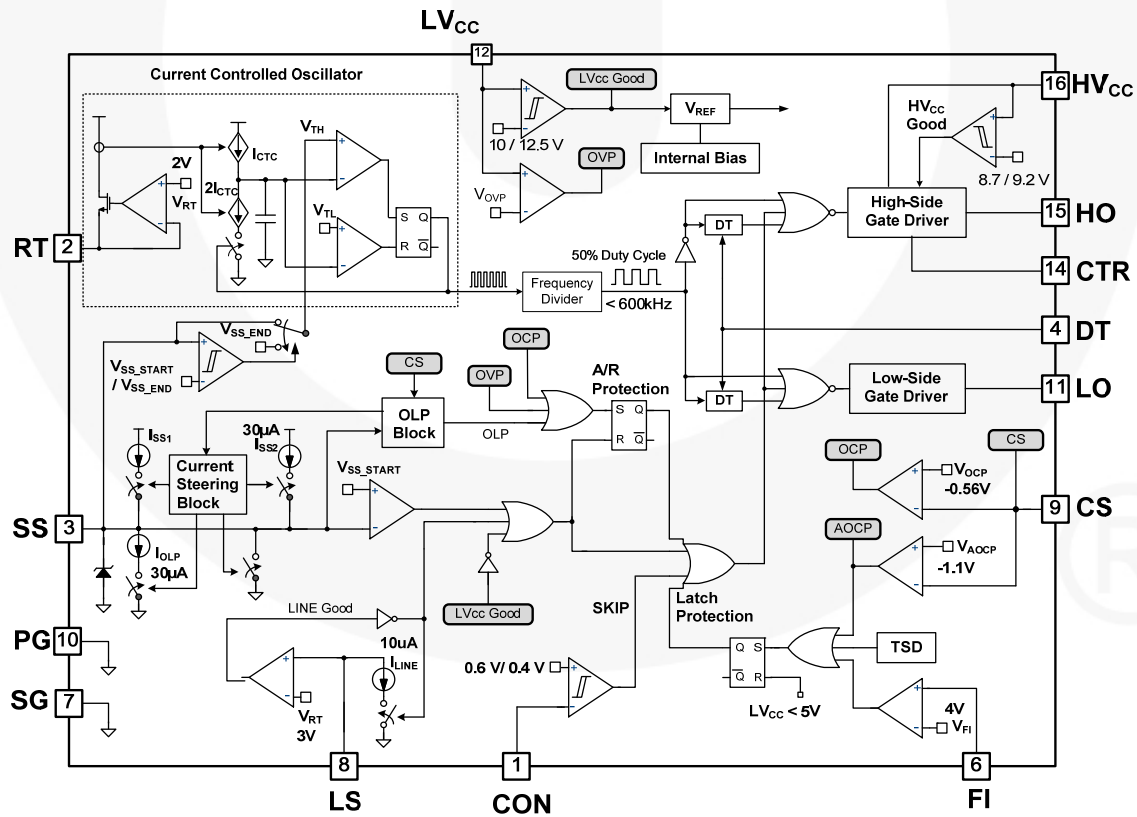 LVCC
12
Current Controlled Oscillator
LVcc Good
16
HVCC
VTH
VREF
HVCC
Good
ICTC
10 / 12.5 V
OVP
Internal Bias
2V
VRT
2ICTC
8.7 / 9.2 V
VOVP
VTL
High-Side
Gate Driver
15
HO
S Q
R Q
DT
RT
2
50% Duty Cycle
14
CTR
Frequency
Divider
< 600kHz
VSS_END
OCP
4
DT
VSS_START
/ VSS_END
CS
OVP
A/R
Protection
DT
Low-Side
Gate Driver
11
LO
OLP
Block
OLP
S Q
R Q
ISS1
30µA
ISS2
OCP
CS
Current
Steering
Block
VSS_START
VOCP
-0.56V
SS
3
9
CS
AOCP
IOLP
30µA
VAOCP
-1.1V
SKIP
Latch
Protection
LINE Good
LVcc Good
PG
10
10uA
ILINE
Q S
Q R
TSD
0.6 V/ 0.4 V
SG
7
VRT
3V
LVCC < 5V
4V
VFI
8
1
6
LS
CON
FI
R